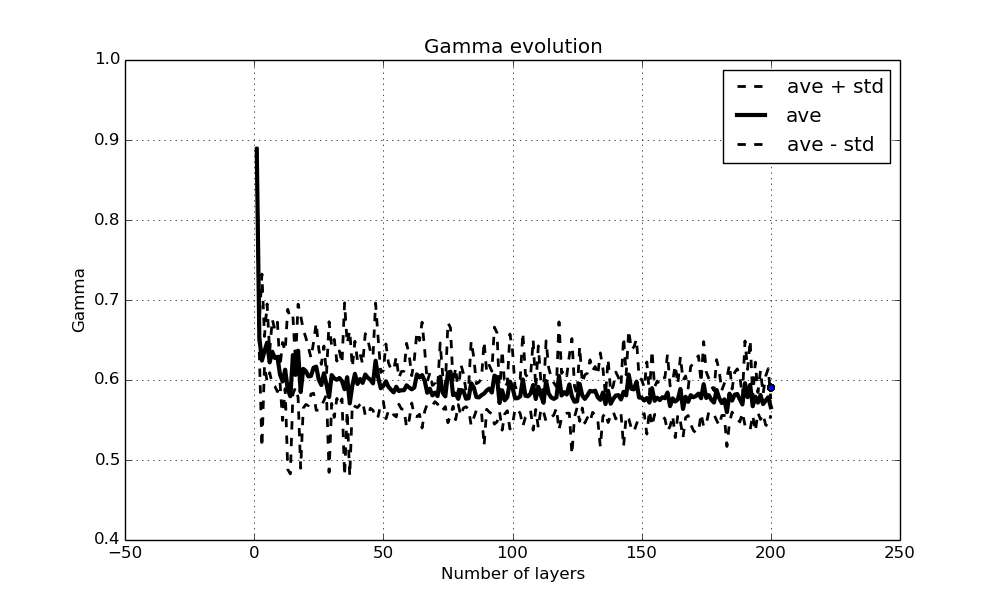 Gamma evolution
1.0
0.9
0.8
0.7
0.6
0.5
0.4
Gamma
ave + std
ave
ave - std
−50 0 50 100 150 200 250
Number of layers